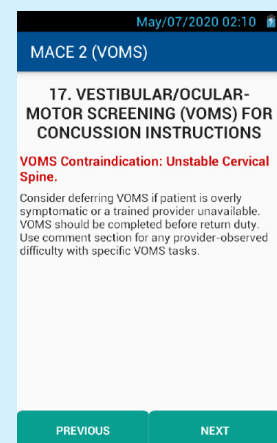 May/07/2020 02:10
MACE 2 (VOMS)
17. VESTIBULAR/OCULAR-
MOTOR SCREENING (VOMS) FOR
CONCUSSION INSTRUCTIONS
VOMS Contraindication: Unstable Cervical
Spine.
Consider deferring VOMS if patient is overly
symptomatic or a trained provider unavailable.
VOMS should be completed before return duty.
Use comment section for any provider-observed
difficulty with specific VOMS tasks.
PREVIOUS NEXT